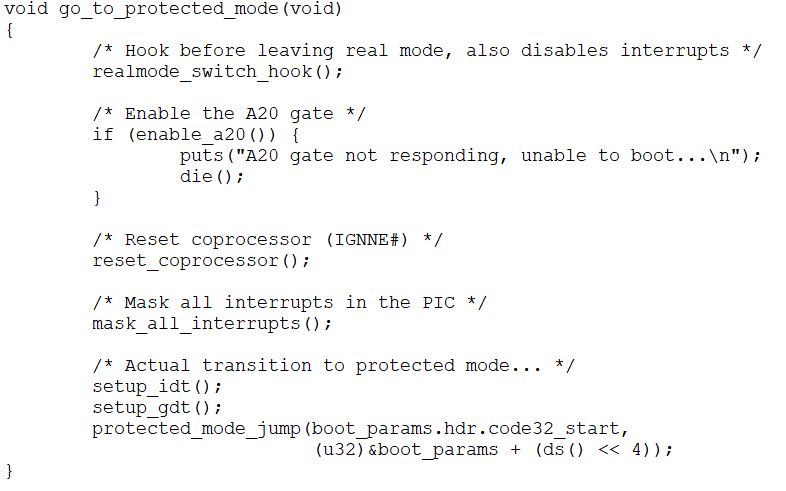 void go_to_protected_mode(void)
{
        /* Hook before leaving real mode, also disables interrupts */
        realmode_switch_hook();

        /* Enable the A20 gate */
        if (enable_a20()) {
                puts("A20 gate not responding, unable to boot...\n");
                die();
        }

        /* Reset coprocessor (IGNNE#) */
        reset_coprocessor();

        /* Mask all interrupts in the PIC */
        mask_all_interrupts();

        /* Actual transition to protected mode... */
        setup_idt();
        setup_gdt();
        protected_mode_jump(boot_params.hdr.code32_start,
                            (u32)&boot_params + (ds() << 4));
}